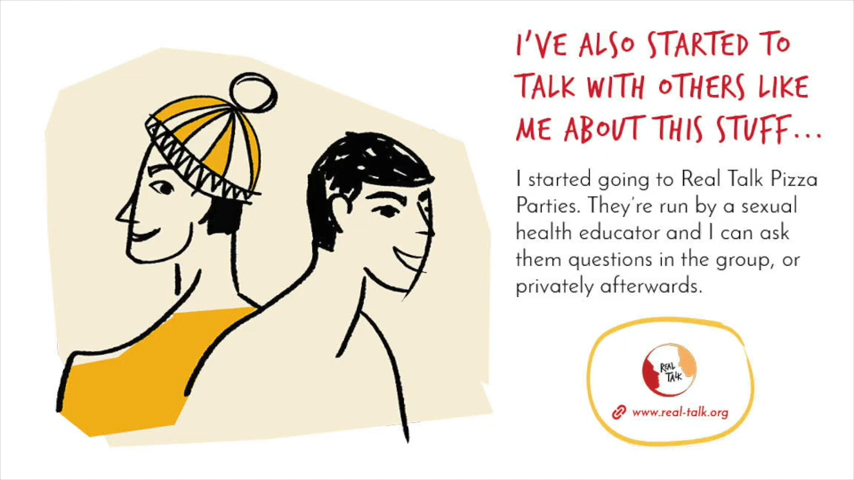 I'VE ALSO STARTED TO
TALK WITH OTHERS LIKE
ME ABOUT THIS STUFF...
I started going to Real Talk Pizza
Parties. They're run by a sexual
health educator and I can ask
them questions in the group, or
privately afterwards.
REAL
TALK
www.real-talk.org